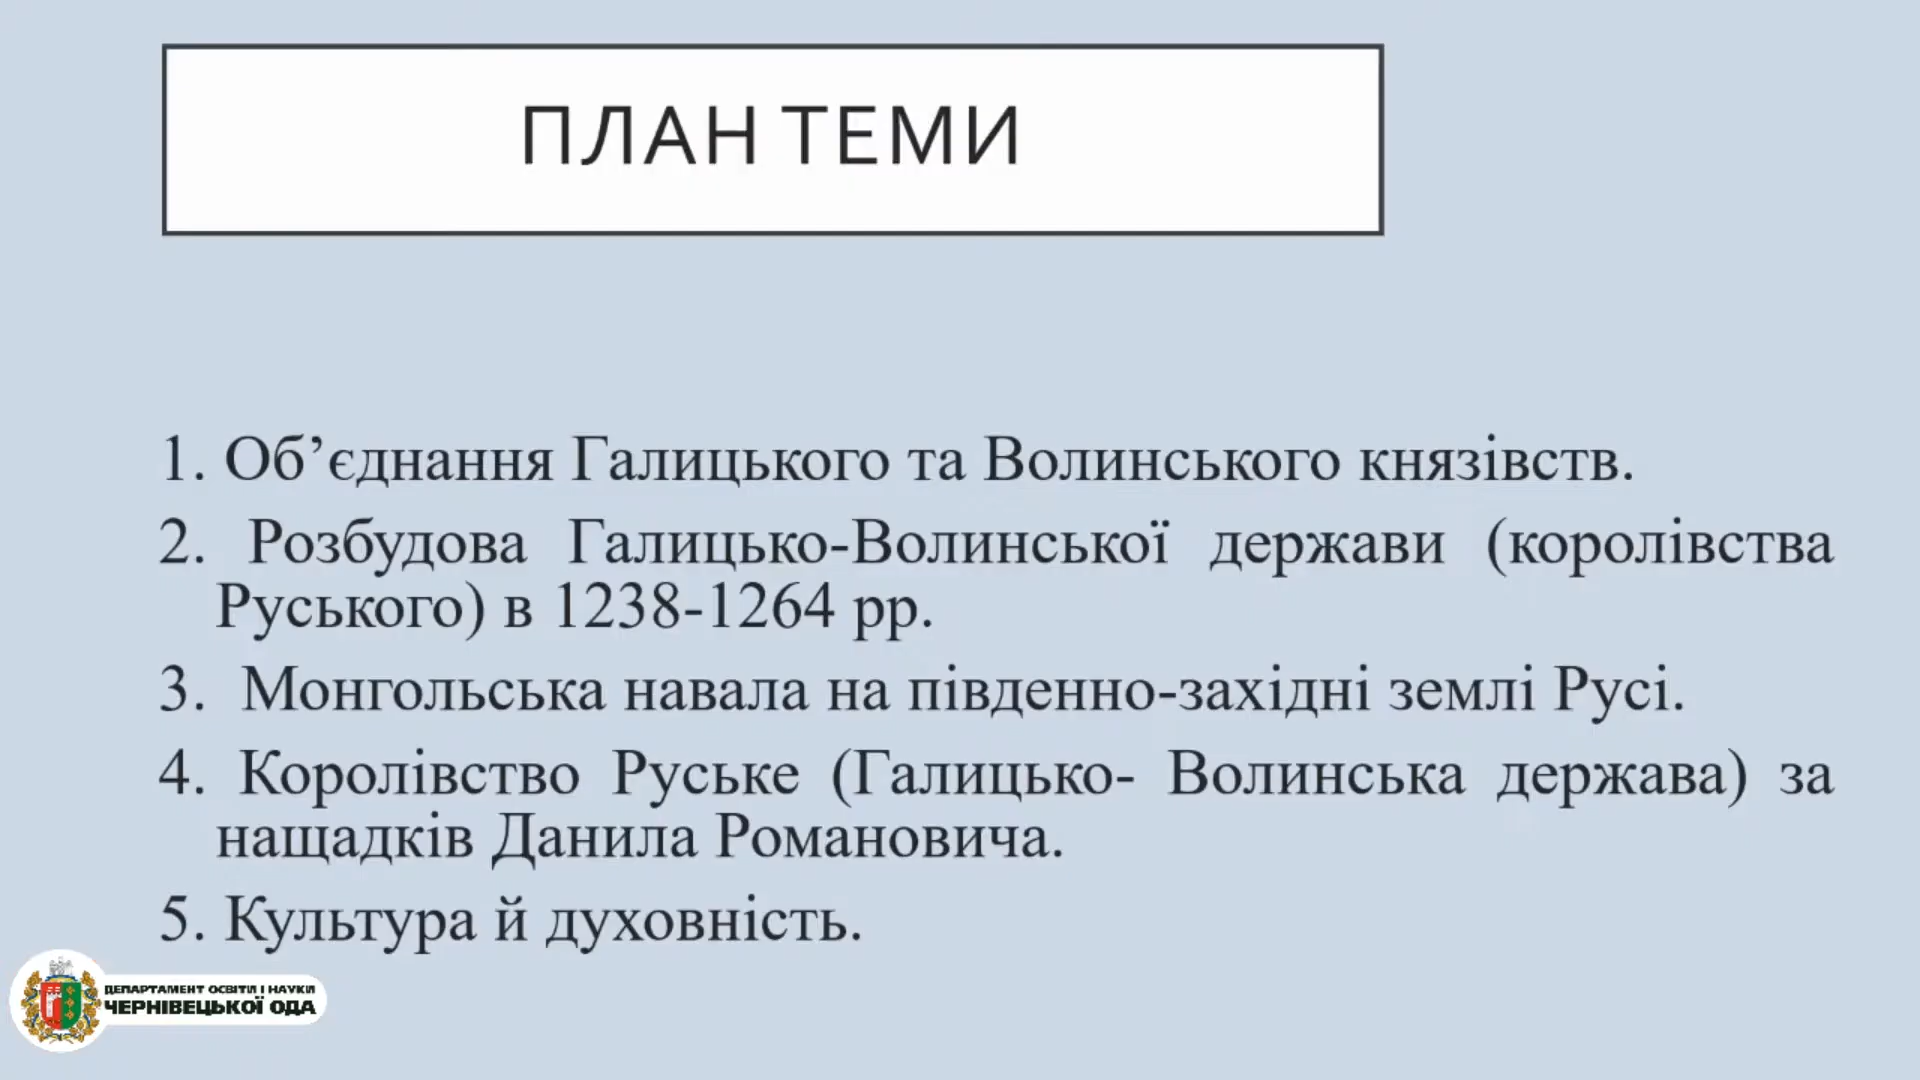 ПЛАН ТЕМИ
1. Об’єднання Галицького та Волинського князівств.
2. Розбудова Галицько-Волинської держави (королівства
Руського) в 1238-1264 рр.
3. Монгольська навала на південно-західні землі Русі.
4. Королівство Руське (Галицько- Волинська держава) за
нащадків Данила Романовича.
5. Культура й духовність.
ДЕПАРТАМЕНТ ОСВІТИ І НАУКИ
ЧЕРНІВЕЦЬКОЇ ОДА